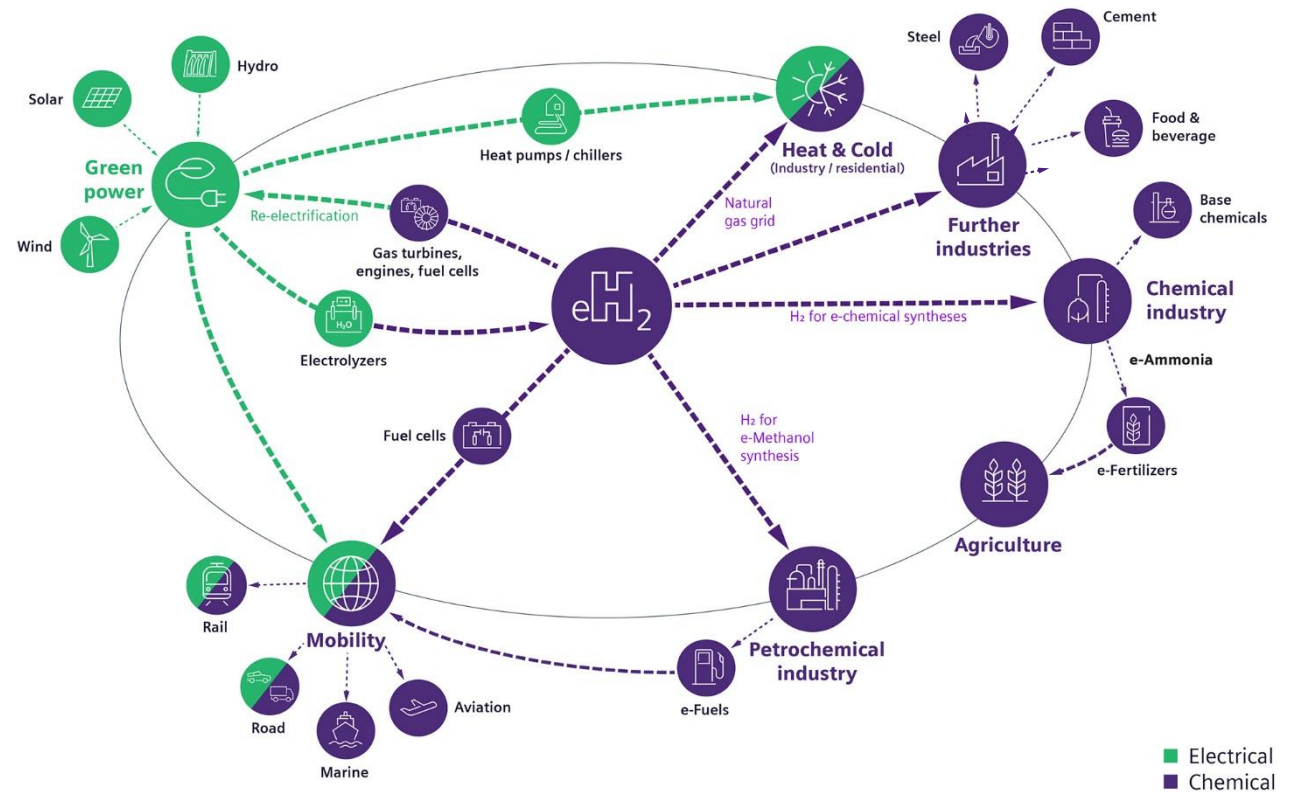 Cement
Steel
Hydro
Solar
Food &
beverage
Heat pumps / chillers
Heat & Cold
(Industry / residential)
Green
power
Re-electrification
Natural
gas grid
Further
industries
Base
chemicals
Wind
Gas turbines,
engines, fuel cells
eH₂
Chemical
industry
H₂O
H₂ for e-chemical syntheses
Electrolyzers
e-Ammonia
Fuel cells
H₂ for
e-Methanol
synthesis
e-Fertilizers
Agriculture
Rail
Mobility
Petrochemical
industry
e-Fuels
Road
Aviation
Marine
Electrical
Chemical